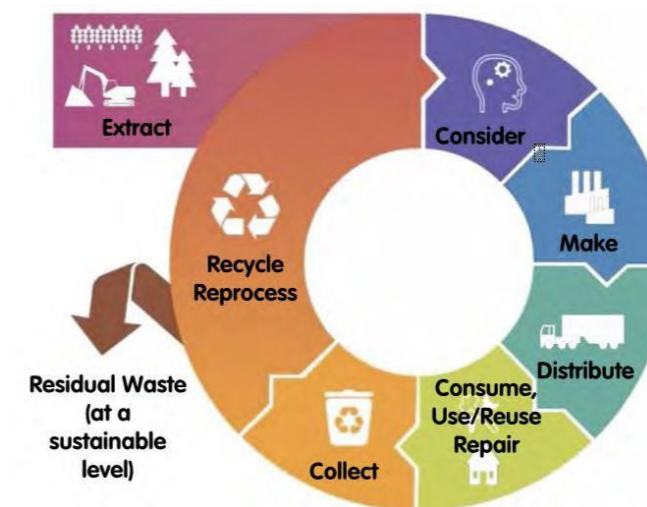 Extract
Consider
Make
Distribute
Consume,
Use/Reuse
Repair
Collect
Recycle
Reprocess
Residual Waste
(at a
sustainable
level)